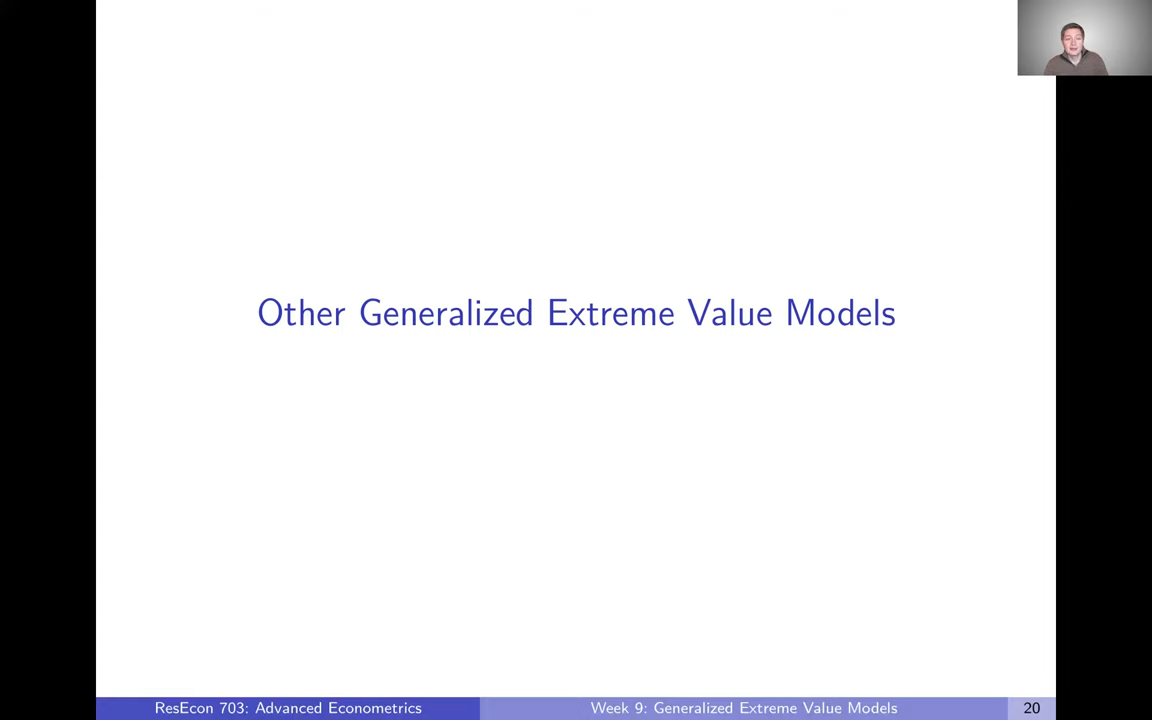 Other Generalized Extreme Value Models
ResEcon 703: Advanced Econometrics
Week 9: Generalized Extreme Value Models
20